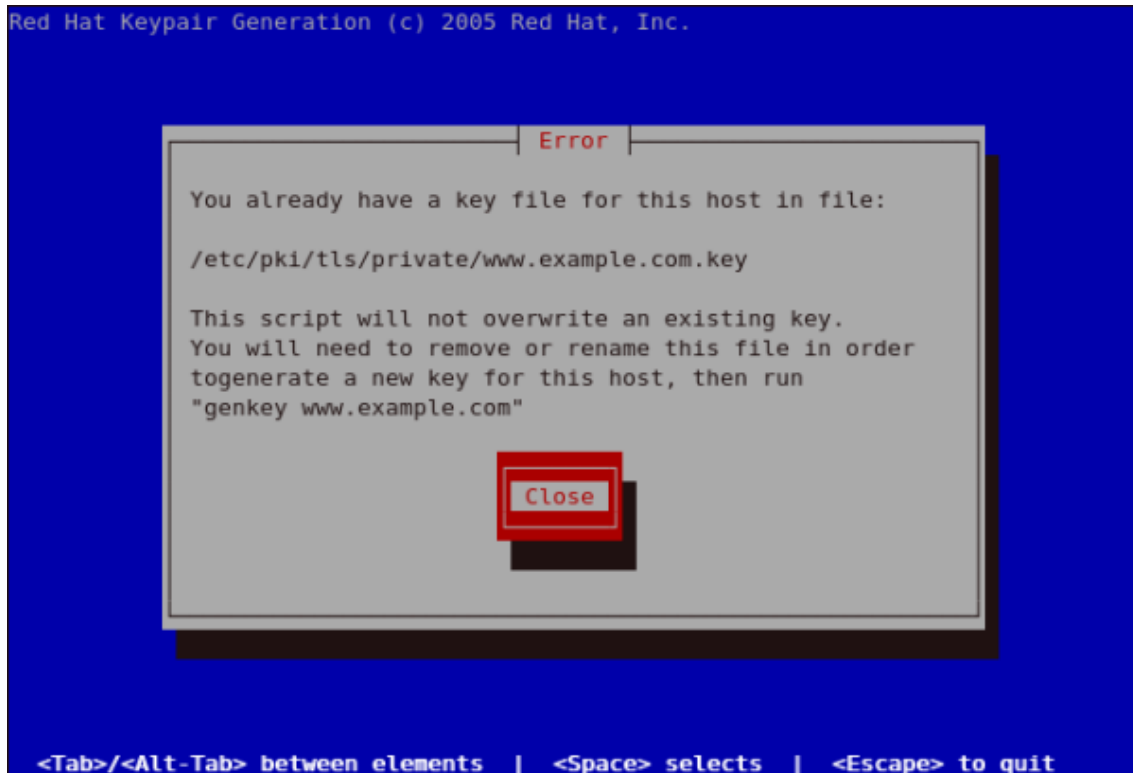 Red Hat Keypair Generation (c) 2005 Red Hat, Inc.
Error
You already have a key file for this host in file:
/etc/pki/tls/private/www.example.com.key
This script will not overwrite an existing key.
You will need to remove or rename this file in order
togenerate a new key for this host, then run
"genkey www.example.com"
Close
<Tab>/<Alt-Tab> between elements | <Space> selects | <Escape> to quit